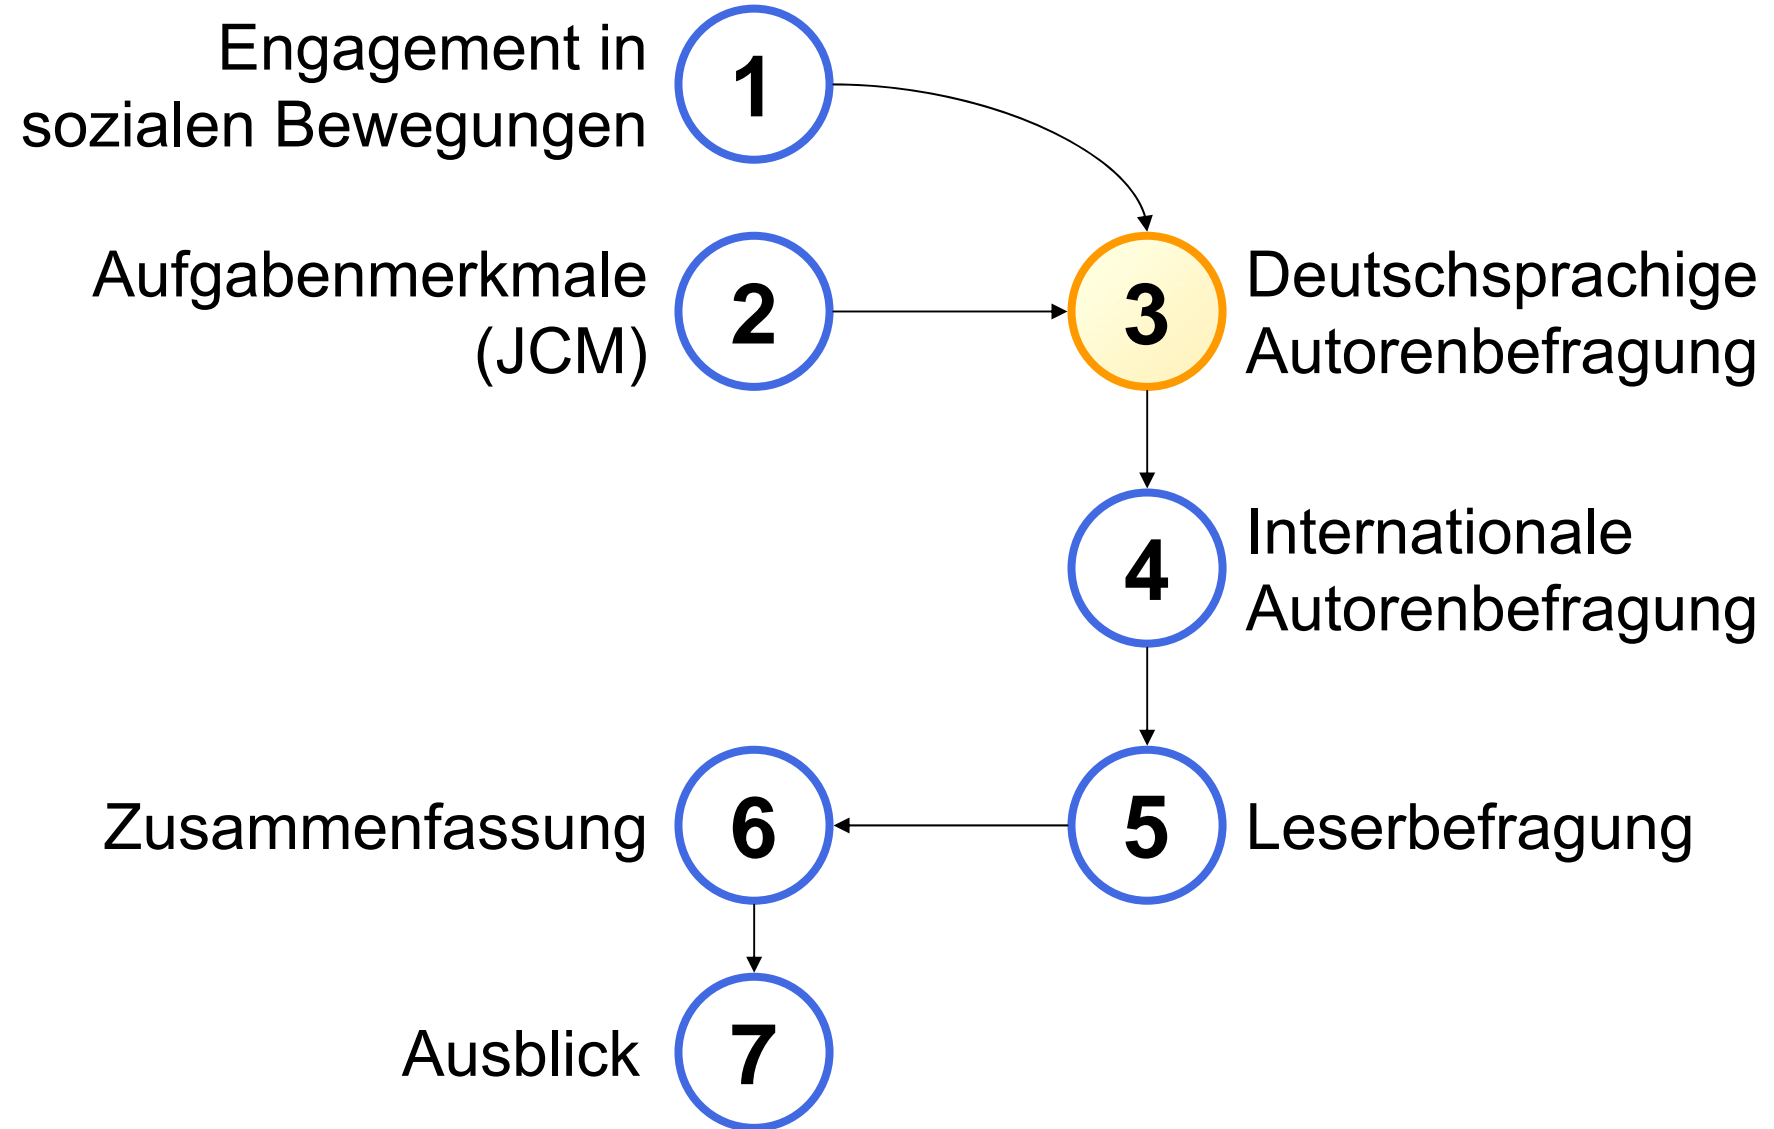 Engagement in
sozialen Bewegungen
1
Aufgabenmerkmale
(JCM)
2
3
Deutschsprachige
Autorenbefragung
4
Internationale
Autorenbefragung
Zusammenfassung
6
5
Leserbefragung
Ausblick
7